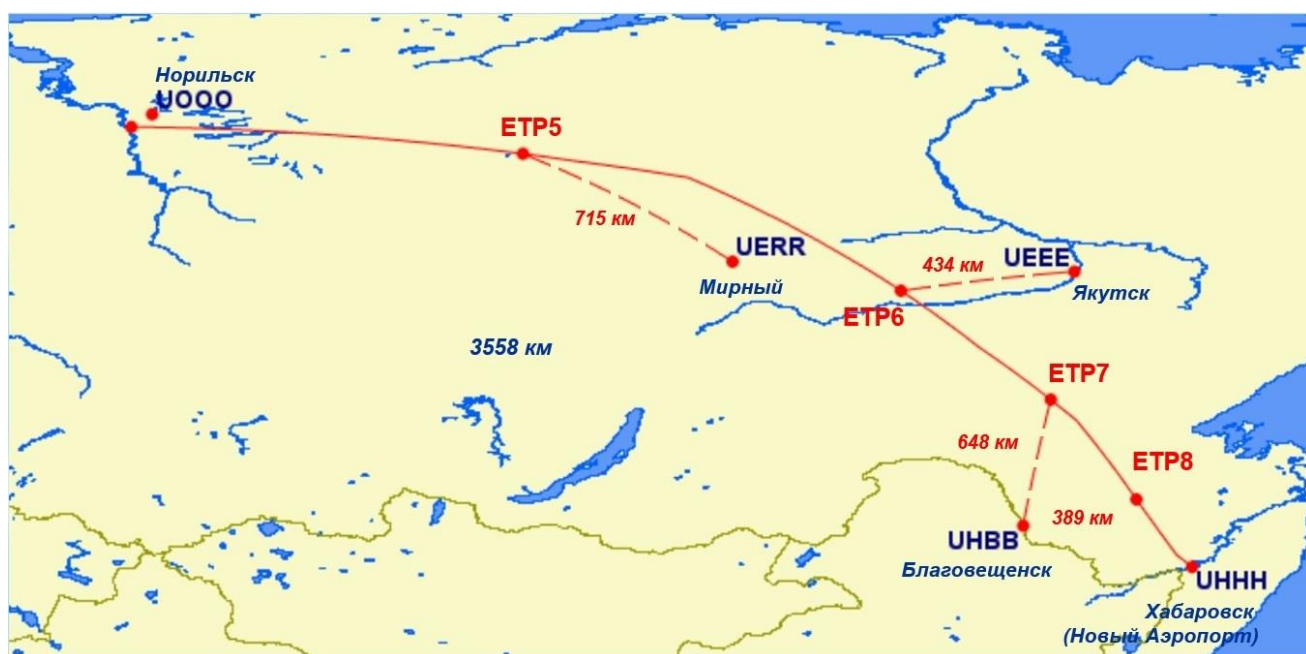 Норильск
UOOO
ETP5
715 км
UERR
Мирный
434 км
UEEE
Якутск
ETP6
3558 км
ETP7
648 км
ETP8
389 км
UHBB
Благовещенск
UHHH
Хабаровск
(Новый Аэропорт)